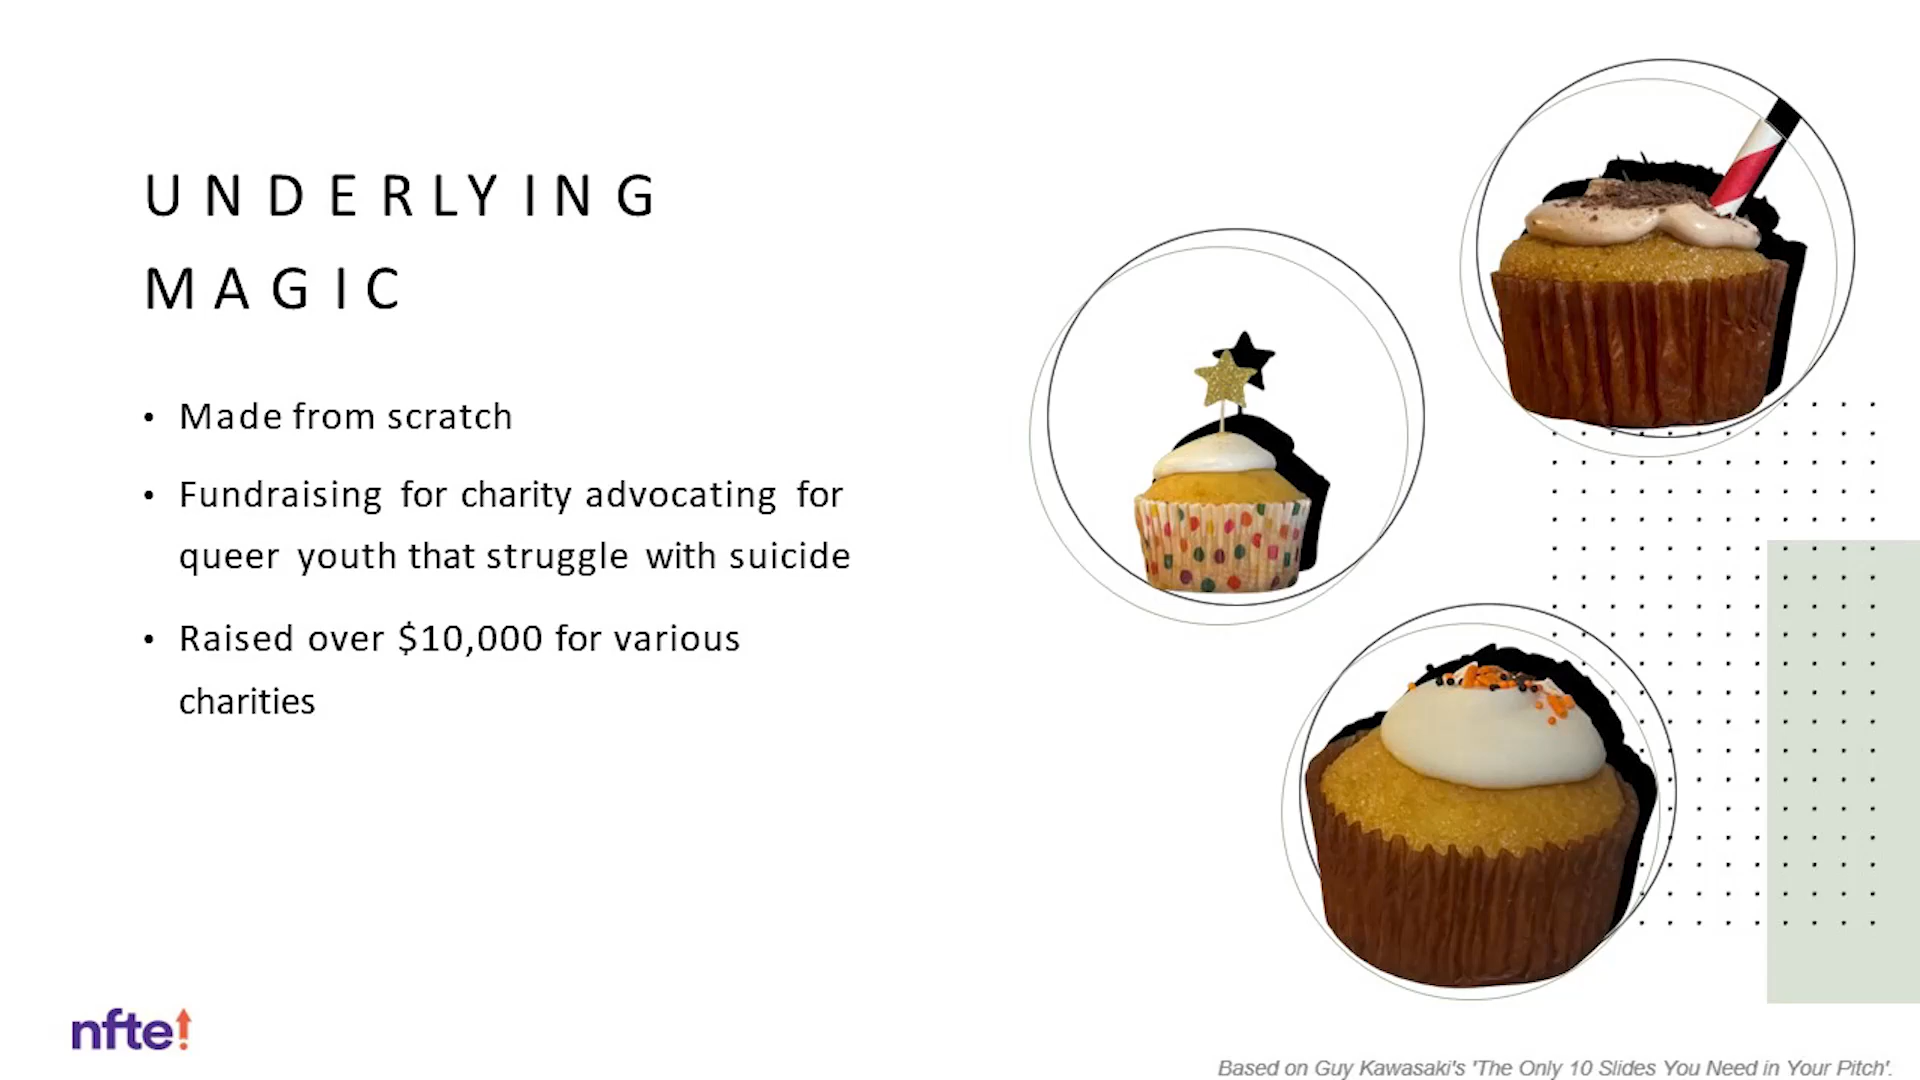 UNDERLYING
MAGIC
• Made from scratch
• Fundraising for charity advocating for
queer youth that struggle with suicide
• Raised over $10,000 for various
charities
nfte!
Based on Guy Kawasaki's 'The Only 10 Slides You Need in Your Pitch'.